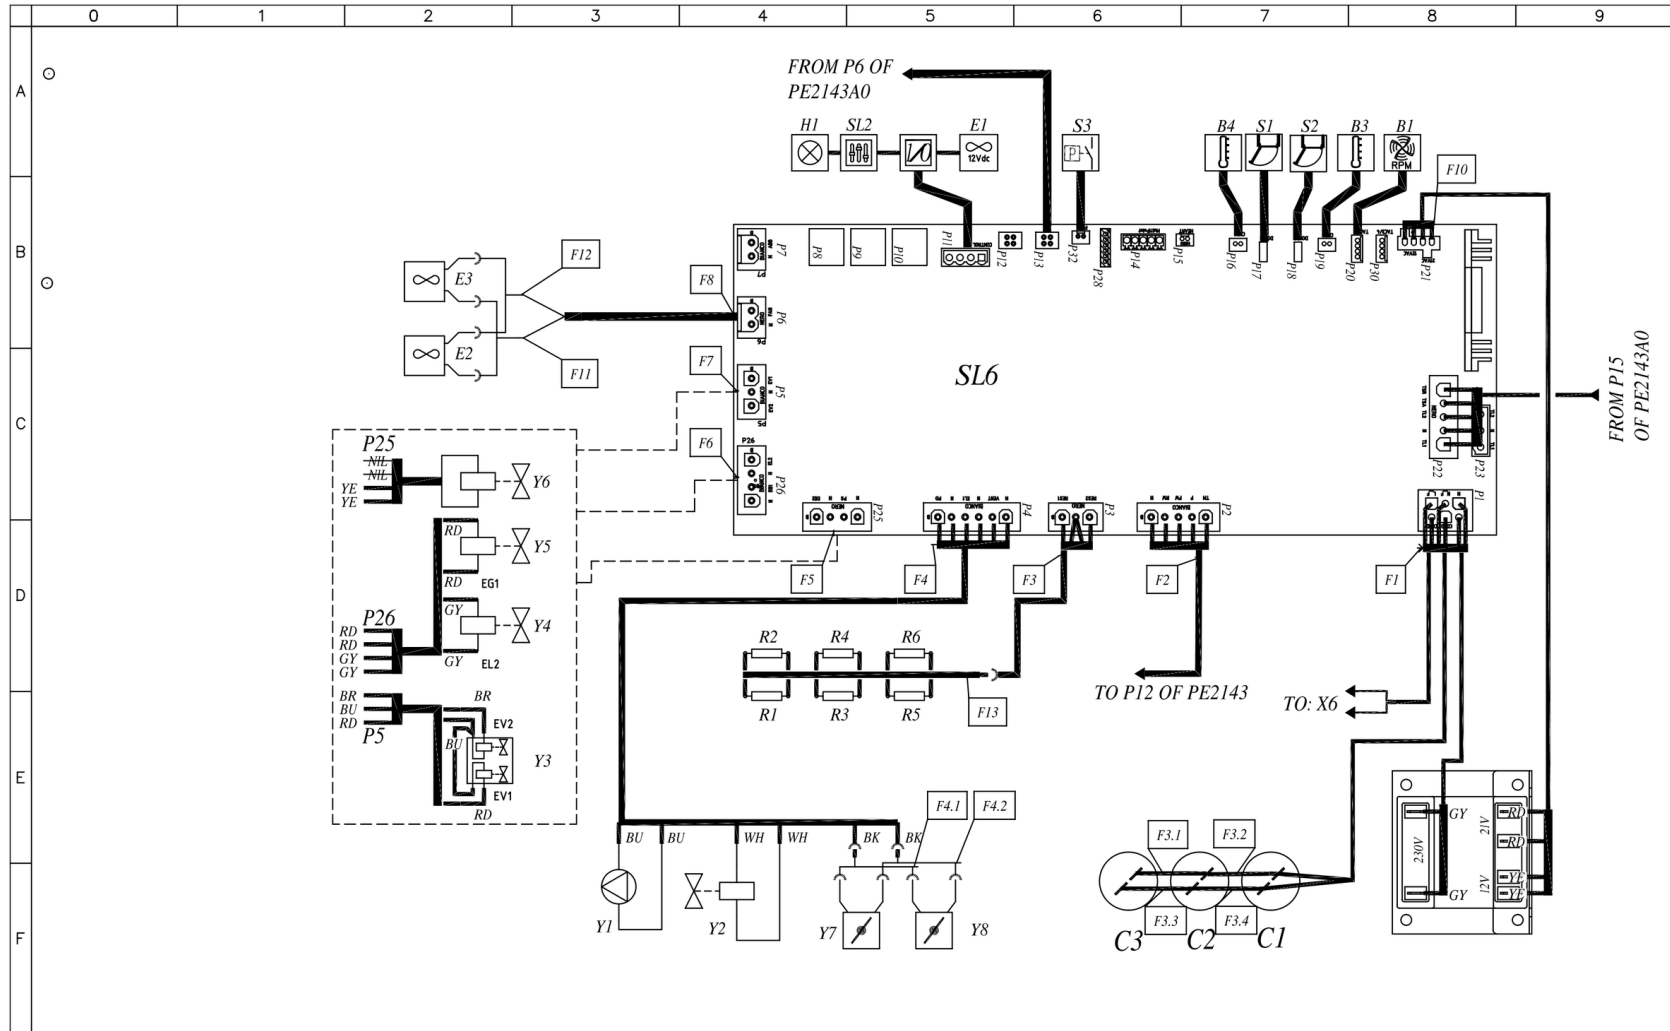 0 1 2 3 4 5 6 7 8 9
A
B
C
D
E
F
FROM P6 OF
PE2143A0
H1 SL2 E1 S3 B4 S1 S2 B3 B1
12Vdc
P
RPM
F10
P7 P8 P9 P10 P11 P12 P13 P32 P28 P14 P15 P16 P17 P18 P19 P20 P30 P21
CONTROL
F12
E3
F8
P6
E2
F11
F7
P5
SL6
FROM P15
OF PE2143A0
P22 P23
F6
P26
P26
P25
NIL
NIL
YE
YE
Y6
P25 P4 P3 P2 P1
NERO BIANCO NERO BIANCO
RD
Y5
RD
EG1
F5 F4 F3 F2 F1
GY
Y4
GY
EL2
P26
RD
RD
GY
GY
R2 R4 R6
R1 R3 R5
F13
TO P12 OF PE2143
TO: X6
BR
BU
RD
P5
BR
EV2
BU
Y3
EV1
RD
BU BU WH WH BK BK
F4.1 F4.2
F3.1 F3.2
F3.3 F3.4
Y1 Y2 Y7 Y8
C3 C2 C1
GY
230V
GY
21V
12V
RD
RD
YE
YE